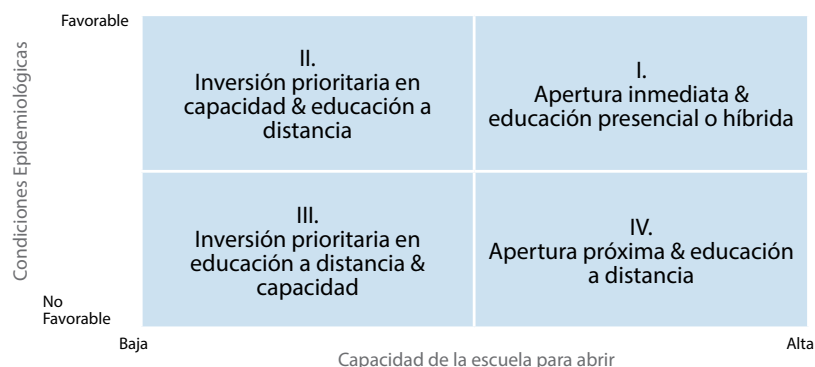 Favorable
Condiciones Epidemiológicas
II.
Inversión prioritaria en
capacidad & educación a
distancia
I.
Apertura inmediata &
educación presencial o híbrida
III.
Inversión prioritaria en
educación a distancia &
capacidad
IV.
Apertura próxima & educación
a distancia
No
Favorable
Baja
Alta
Capacidad de la escuela para abrir